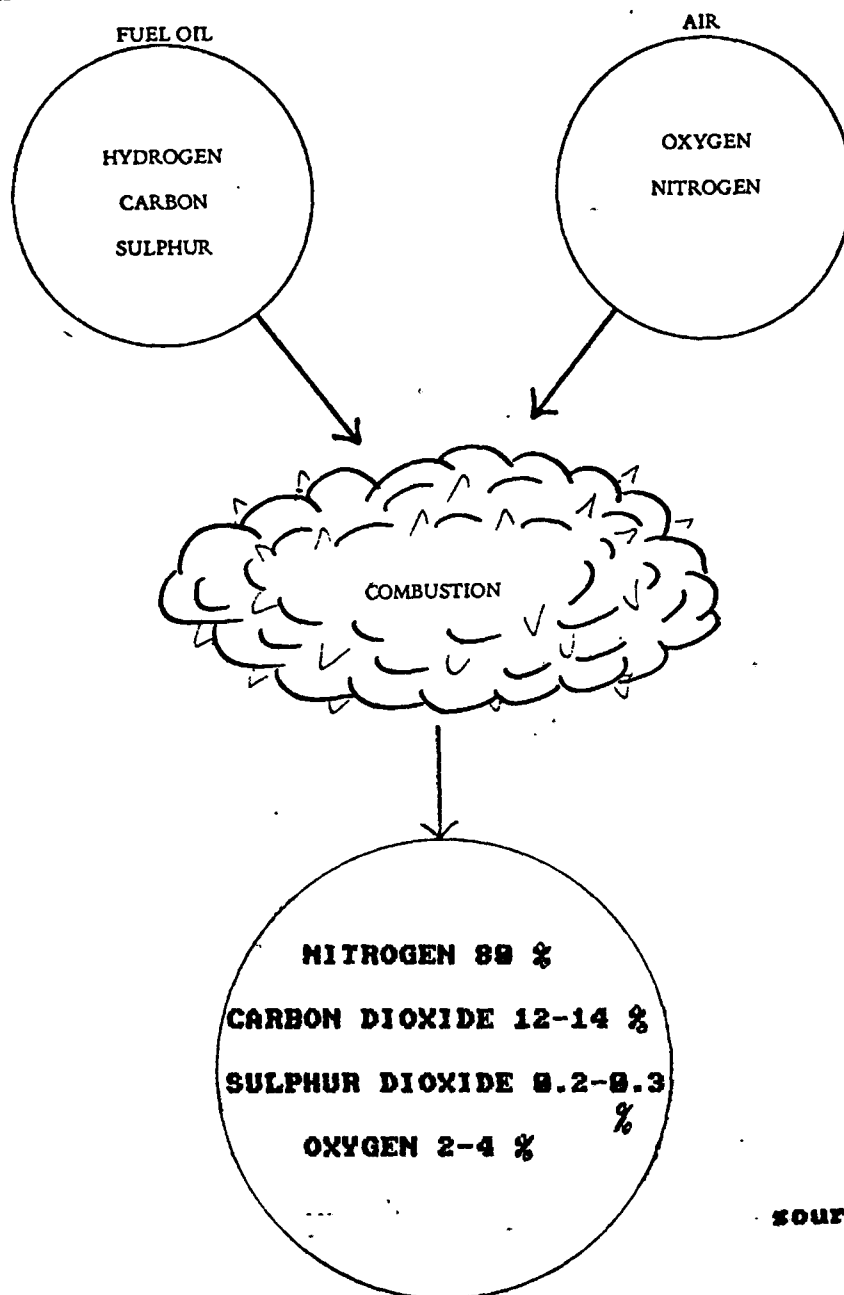 FUEL OIL
AIR
HYDROGEN
CARBON
SULPHUR
OXYGEN
NITROGEN
COMBUSTION
NITROGEN 80 %
CARBON DIOXIDE 12-14 %
SULPHUR DIOXIDE 0.2-0.3
%
OXYGEN 2-4 %
sour